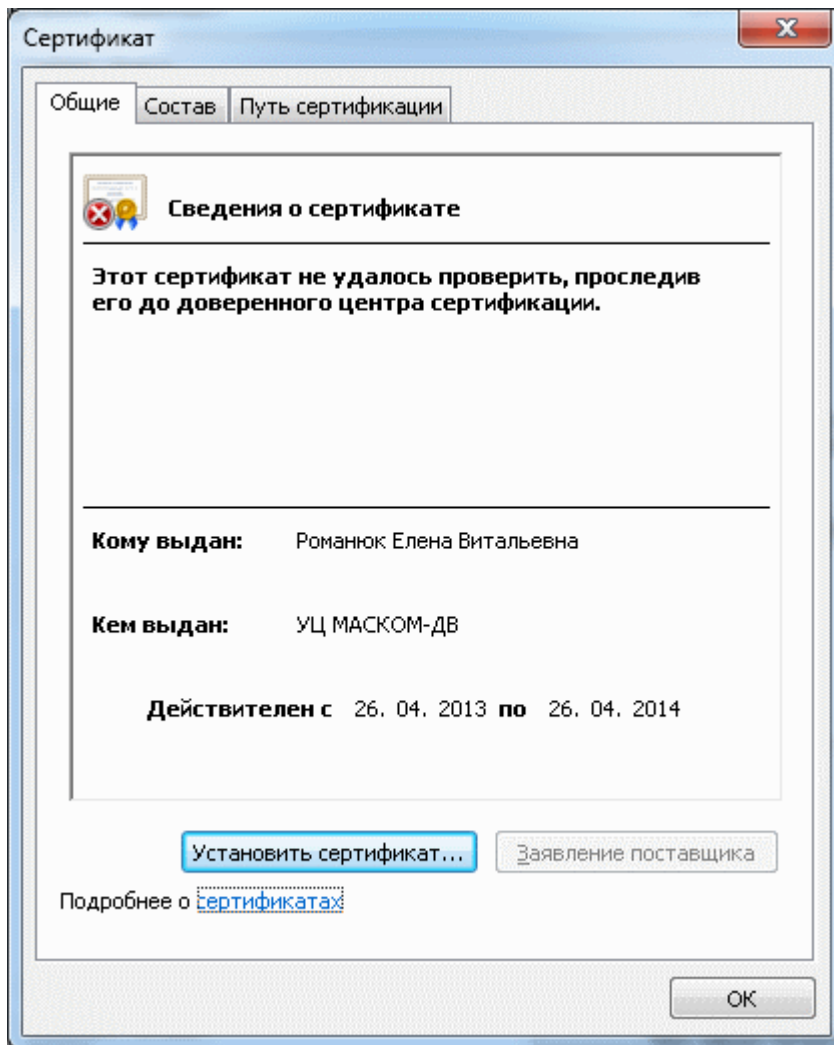 Сертификат
Общие Состав Путь сертификации
Сведения о сертификате
Этот сертификат не удалось проверить, проследив
его до доверенного центра сертификации.
Кому выдан: Романюк Елена Витальевна
Кем выдан: УЦ МАСКОМ-ДВ
Действителен с 26. 04. 2013 по 26. 04. 2014
Установить сертификат... Заявление поставщика
Подробнее о сертификатах
ОК